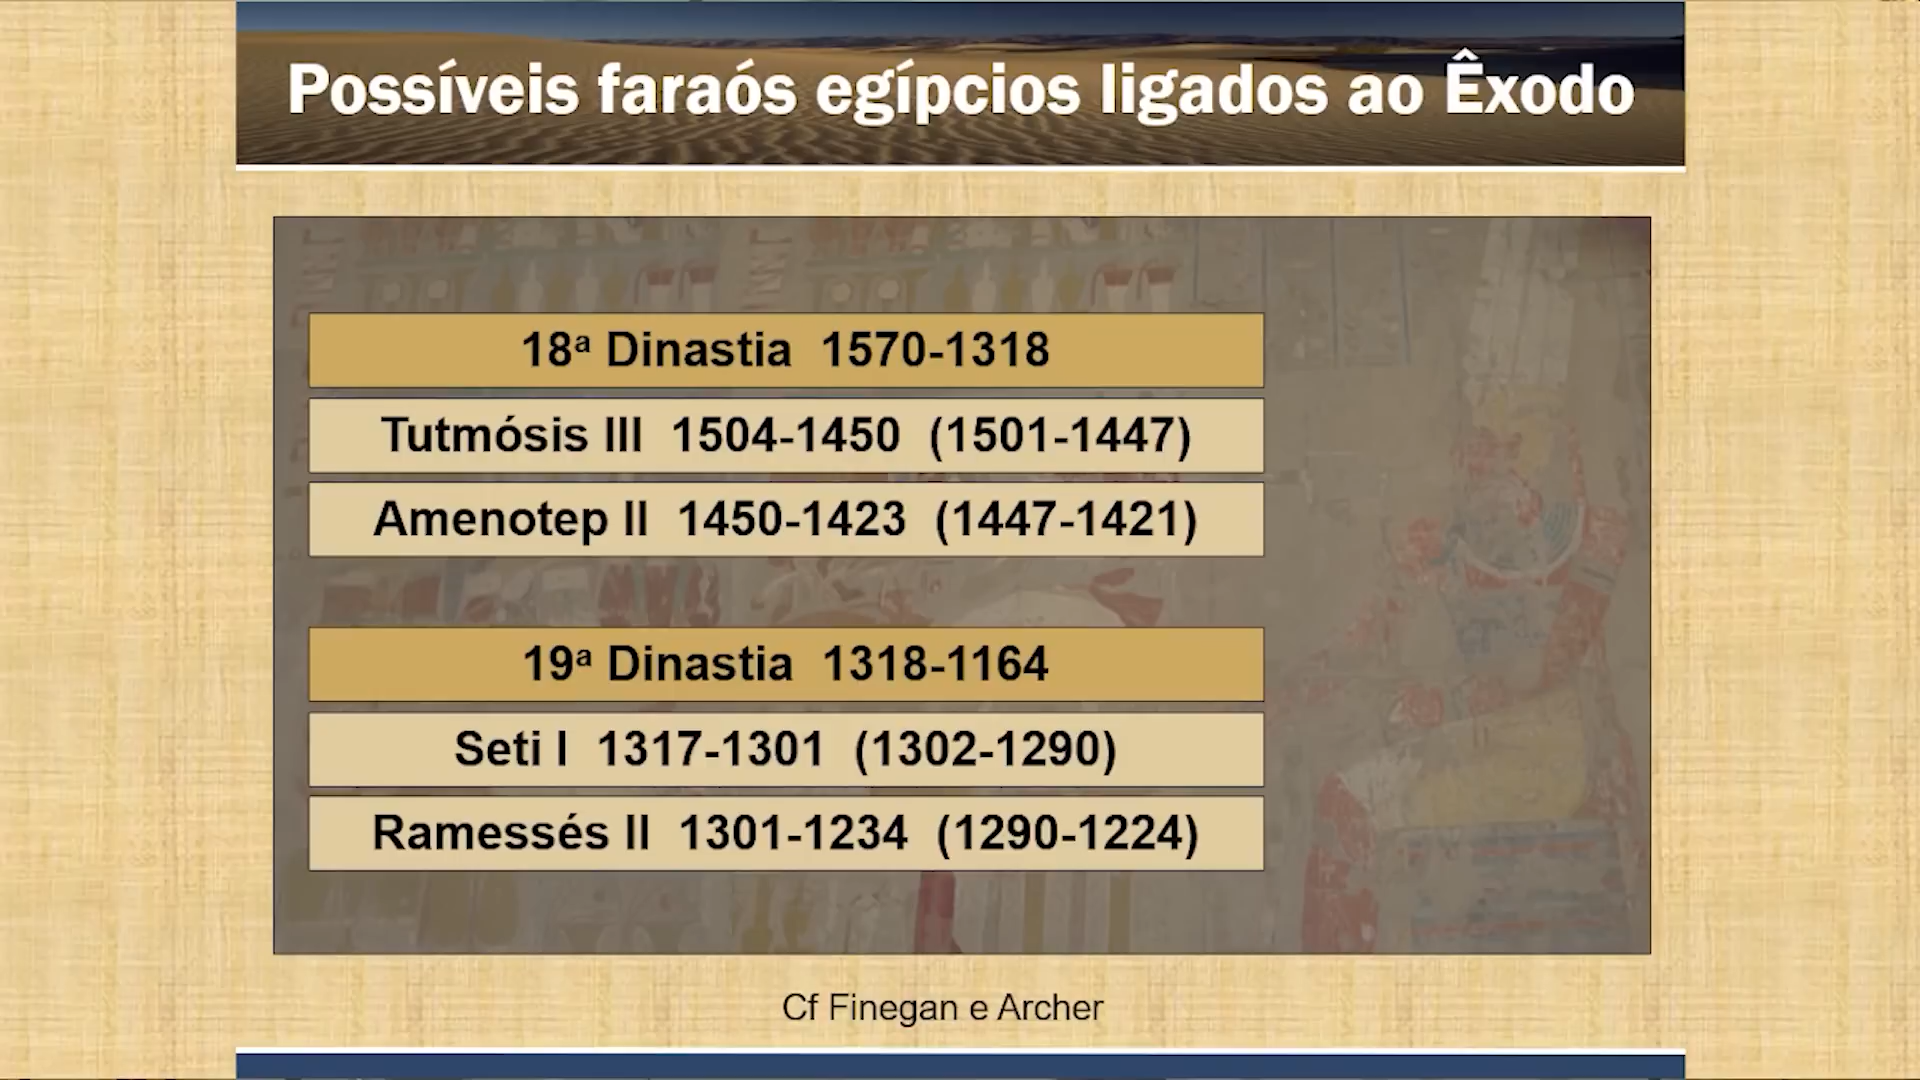 Possíveis faraós egípcios ligados ao Êxodo
18ª Dinastia 1570-1318
Tutmósis III 1504-1450 (1501-1447)
Amenotep II 1450-1423 (1447-1421)
19ª Dinastia 1318-1164
Seti I 1317-1301 (1302-1290)
Ramessés II 1301-1234 (1290-1224)
Cf Finegan e Archer